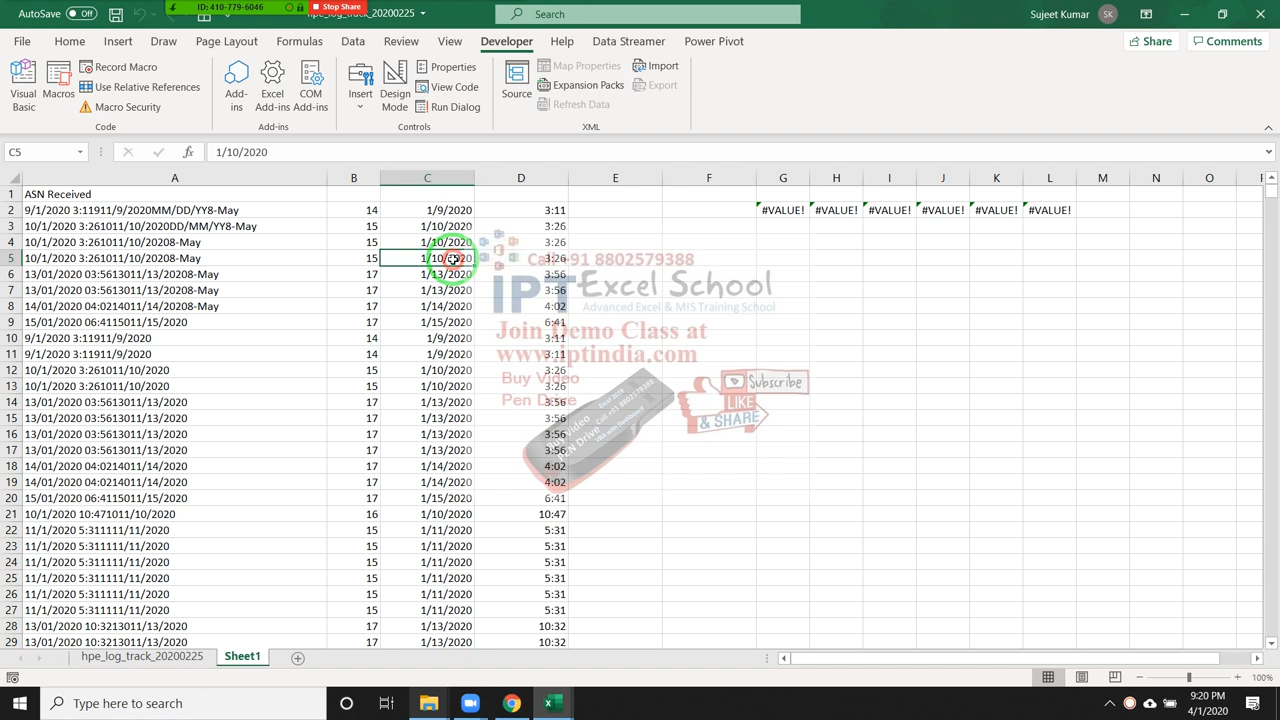 AutoSave Off hpe_log_track_20200225 Search Sujeet Kumar SK
ID: 410-779-6046 Stop Share
File Home Insert Draw Page Layout Formulas Data Review View Developer Help Data Streamer Power Pivot Share Comments
Visual Basic
Macros
Record Macro
Use Relative References
Macro Security
Code
Add-ins
Excel Add-ins
COM Add-ins
Add-ins
Insert
Design Mode
Properties
View Code
Run Dialog
Controls
Source
Map Properties
Expansion Packs
Refresh Data
Import
Export
XML
C5 fx 1/10/2020
A B C D E F G H I J K L M N O
1 ASN Received
2 9/1/2020 3:11911/9/2020MM/DD/YY8-May 14 1/9/2020 3:11 #VALUE! #VALUE! #VALUE! #VALUE! #VALUE! #VALUE!
3 10/1/2020 3:261011/10/2020DD/MM/YY8-May 15 1/10/2020 3:26
4 10/1/2020 3:261011/10/20208-May 15 1/10/2020 3:26
5 10/1/2020 3:261011/10/20208-May 15 1/10/2020 3:26
6 13/01/2020 03:5613011/13/20208-May 17 1/13/2020 3:56
7 13/01/2020 03:5613011/13/20208-May 17 1/13/2020 3:56
8 14/01/2020 04:0214011/14/20208-May 17 1/14/2020 4:02
9 15/01/2020 06:4115011/15/2020 17 1/15/2020 6:41
10 9/1/2020 3:11911/9/2020 14 1/9/2020 3:11
11 9/1/2020 3:11911/9/2020 14 1/9/2020 3:11
12 10/1/2020 3:261011/10/2020 15 1/10/2020 3:26
13 10/1/2020 3:261011/10/2020 15 1/10/2020 3:26
14 13/01/2020 03:5613011/13/2020 17 1/13/2020 3:56
15 13/01/2020 03:5613011/13/2020 17 1/13/2020 3:56
16 13/01/2020 03:5613011/13/2020 17 1/13/2020 3:56
17 13/01/2020 03:5613011/13/2020 17 1/13/2020 3:56
18 14/01/2020 04:0214011/14/2020 17 1/14/2020 4:02
19 14/01/2020 04:0214011/14/2020 17 1/14/2020 4:02
20 15/01/2020 06:4115011/15/2020 17 1/15/2020 6:41
21 10/1/2020 10:471011/10/2020 16 1/10/2020 10:47
22 11/1/2020 5:311111/11/2020 15 1/11/2020 5:31
23 11/1/2020 5:311111/11/2020 15 1/11/2020 5:31
24 11/1/2020 5:311111/11/2020 15 1/11/2020 5:31
25 11/1/2020 5:311111/11/2020 15 1/11/2020 5:31
26 11/1/2020 5:311111/11/2020 15 1/11/2020 5:31
27 11/1/2020 5:311111/11/2020 15 1/11/2020 5:31
28 13/01/2020 10:3213011/13/2020 17 1/13/2020 10:32
29 13/01/2020 10:3213011/13/2020 17 1/13/2020 10:32
Call +91 8802579388
IPT Excel School
Advanced Excel & MIS Training School
Join Demo Class at
www.iptindia.com
Buy Video
Pen Drive
Excel 2019
Call +91 8802579388
Buy Video
PEN Drive
VBA with Dashboard
Subscribe
LIKE
& SHARE
hpe_log_track_20200225 Sheet1
100%
Type here to search
9:20 PM
4/1/2020